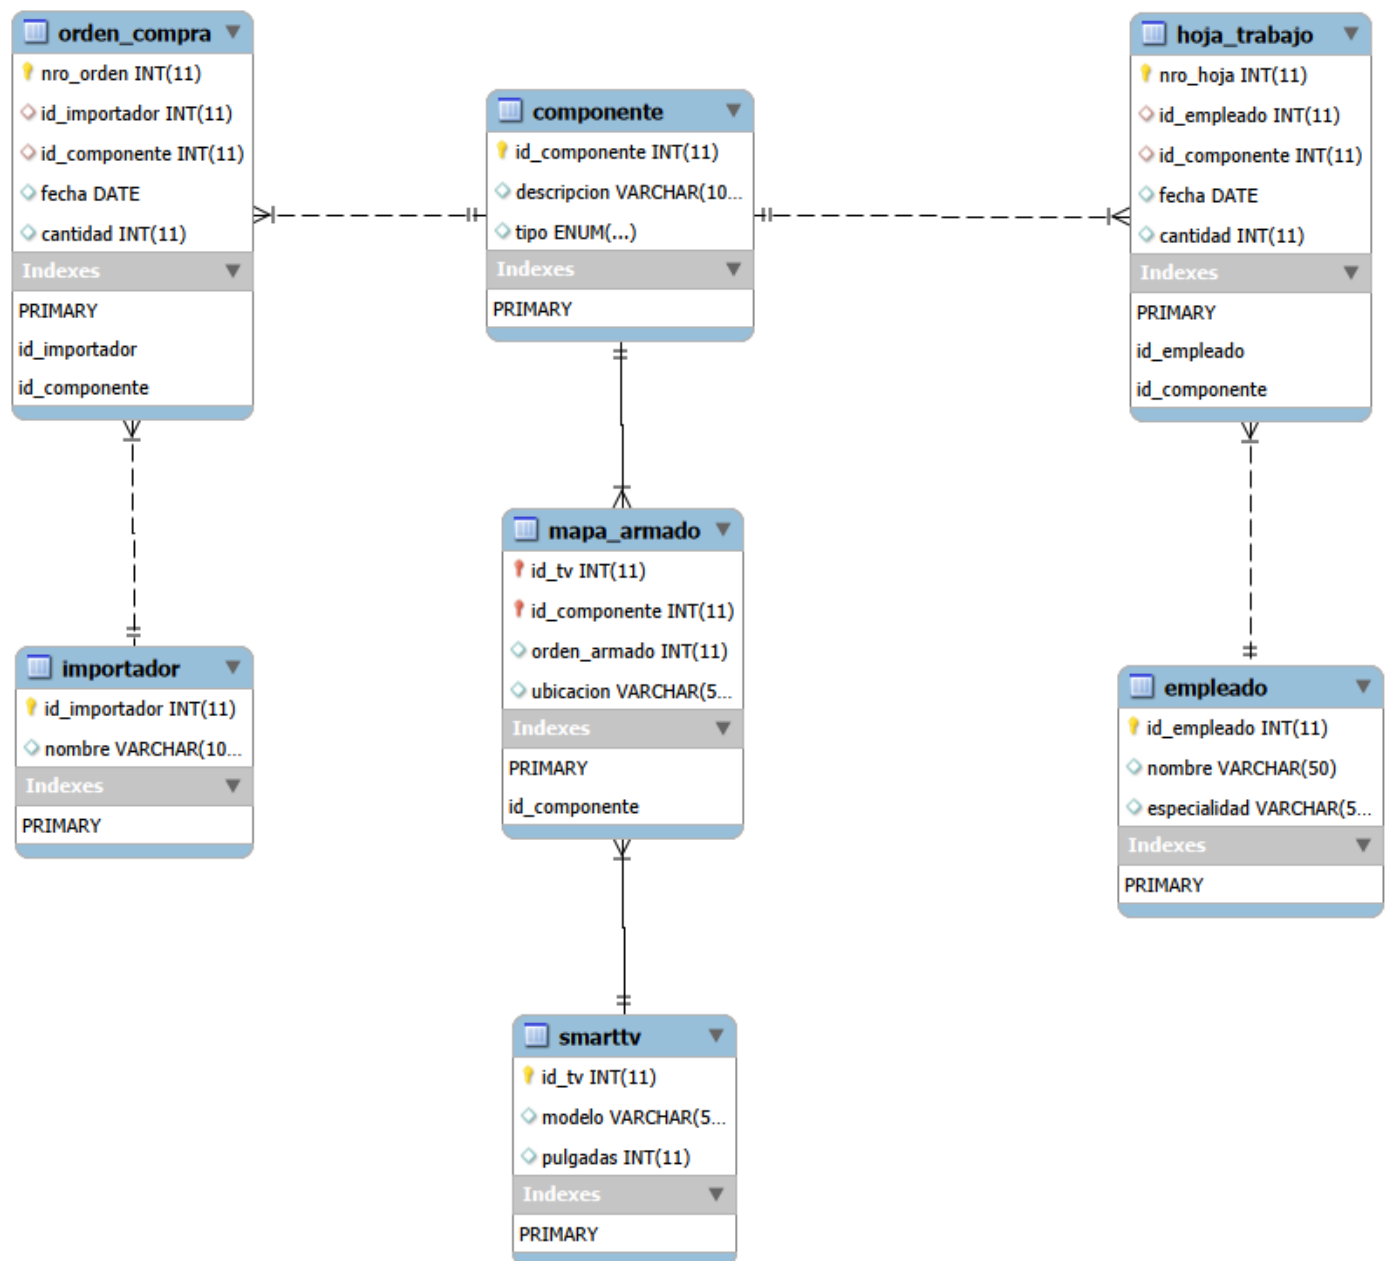 orden_compra
nro_orden INT(11)
id_importador INT(11)
id_componente INT(11)
fecha DATE
cantidad INT(11)
Indexes
PRIMARY
id_importador
id_componente
componente
id_componente INT(11)
descripcion VARCHAR(10...
tipo ENUM(...)
Indexes
PRIMARY
hoja_trabajo
nro_hoja INT(11)
id_empleado INT(11)
id_componente INT(11)
fecha DATE
cantidad INT(11)
Indexes
PRIMARY
id_empleado
id_componente
mapa_armado
id_tv INT(11)
id_componente INT(11)
orden_armado INT(11)
ubicacion VARCHAR(5...
Indexes
PRIMARY
id_componente
importador
id_importador INT(11)
nombre VARCHAR(10...
Indexes
PRIMARY
empleado
id_empleado INT(11)
nombre VARCHAR(50)
especialidad VARCHAR(5...
Indexes
PRIMARY
smarttv
id_tv INT(11)
modelo VARCHAR(5...
pulgadas INT(11)
Indexes
PRIMARY